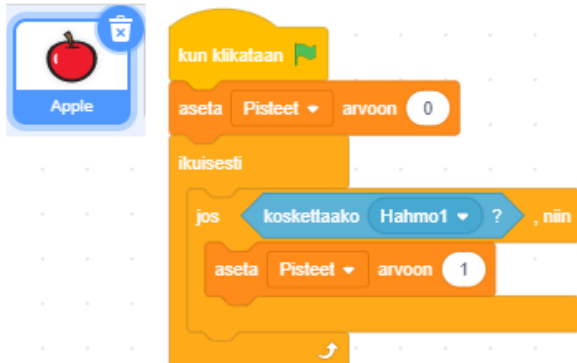 Apple
kun klikataan
aseta Pisteet arvoon 0
ikuisesti
jos koskettaako Hahmo1 ? , niin
aseta Pisteet arvoon 1